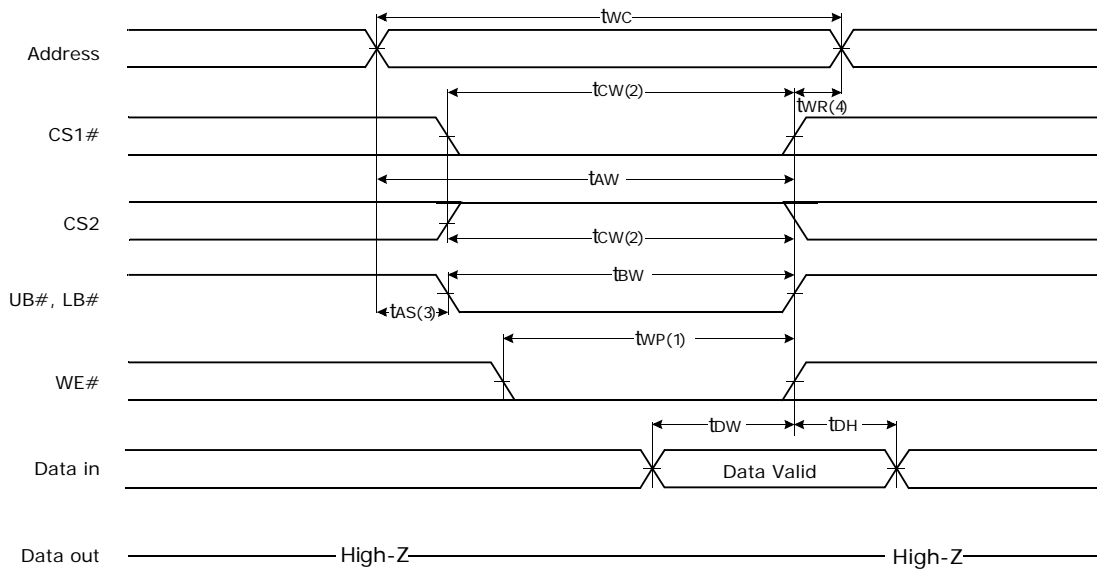 tWC
Address
tCW(2)
tWR(4)
CS1#
tAW
CS2
tCW(2)
tBW
UB#, LB#
tAS(3)
tWP(1)
WE#
tDW
tDH
Data in
Data Valid
Data out
High-Z
High-Z